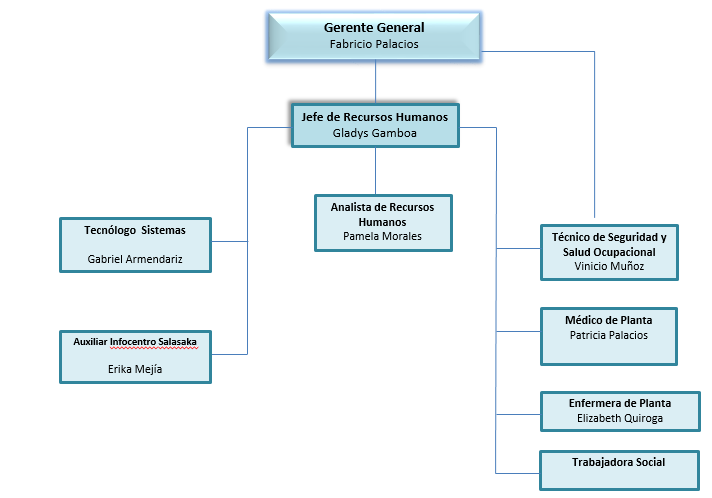 Gerente General
Fabricio Palacios
Jefe de Recursos Humanos
Gladys Gamboa
Analista de Recursos
Humanos
Pamela Morales
Tecnólogo Sistemas
Gabriel Armendariz
Auxiliar Infocentro Salasaka
Erika Mejía
Técnico de Seguridad y
Salud Ocupacional
Vinicio Muñoz
Médico de Planta
Patricia Palacios
Enfermera de Planta
Elizabeth Quiroga
Trabajadora Social